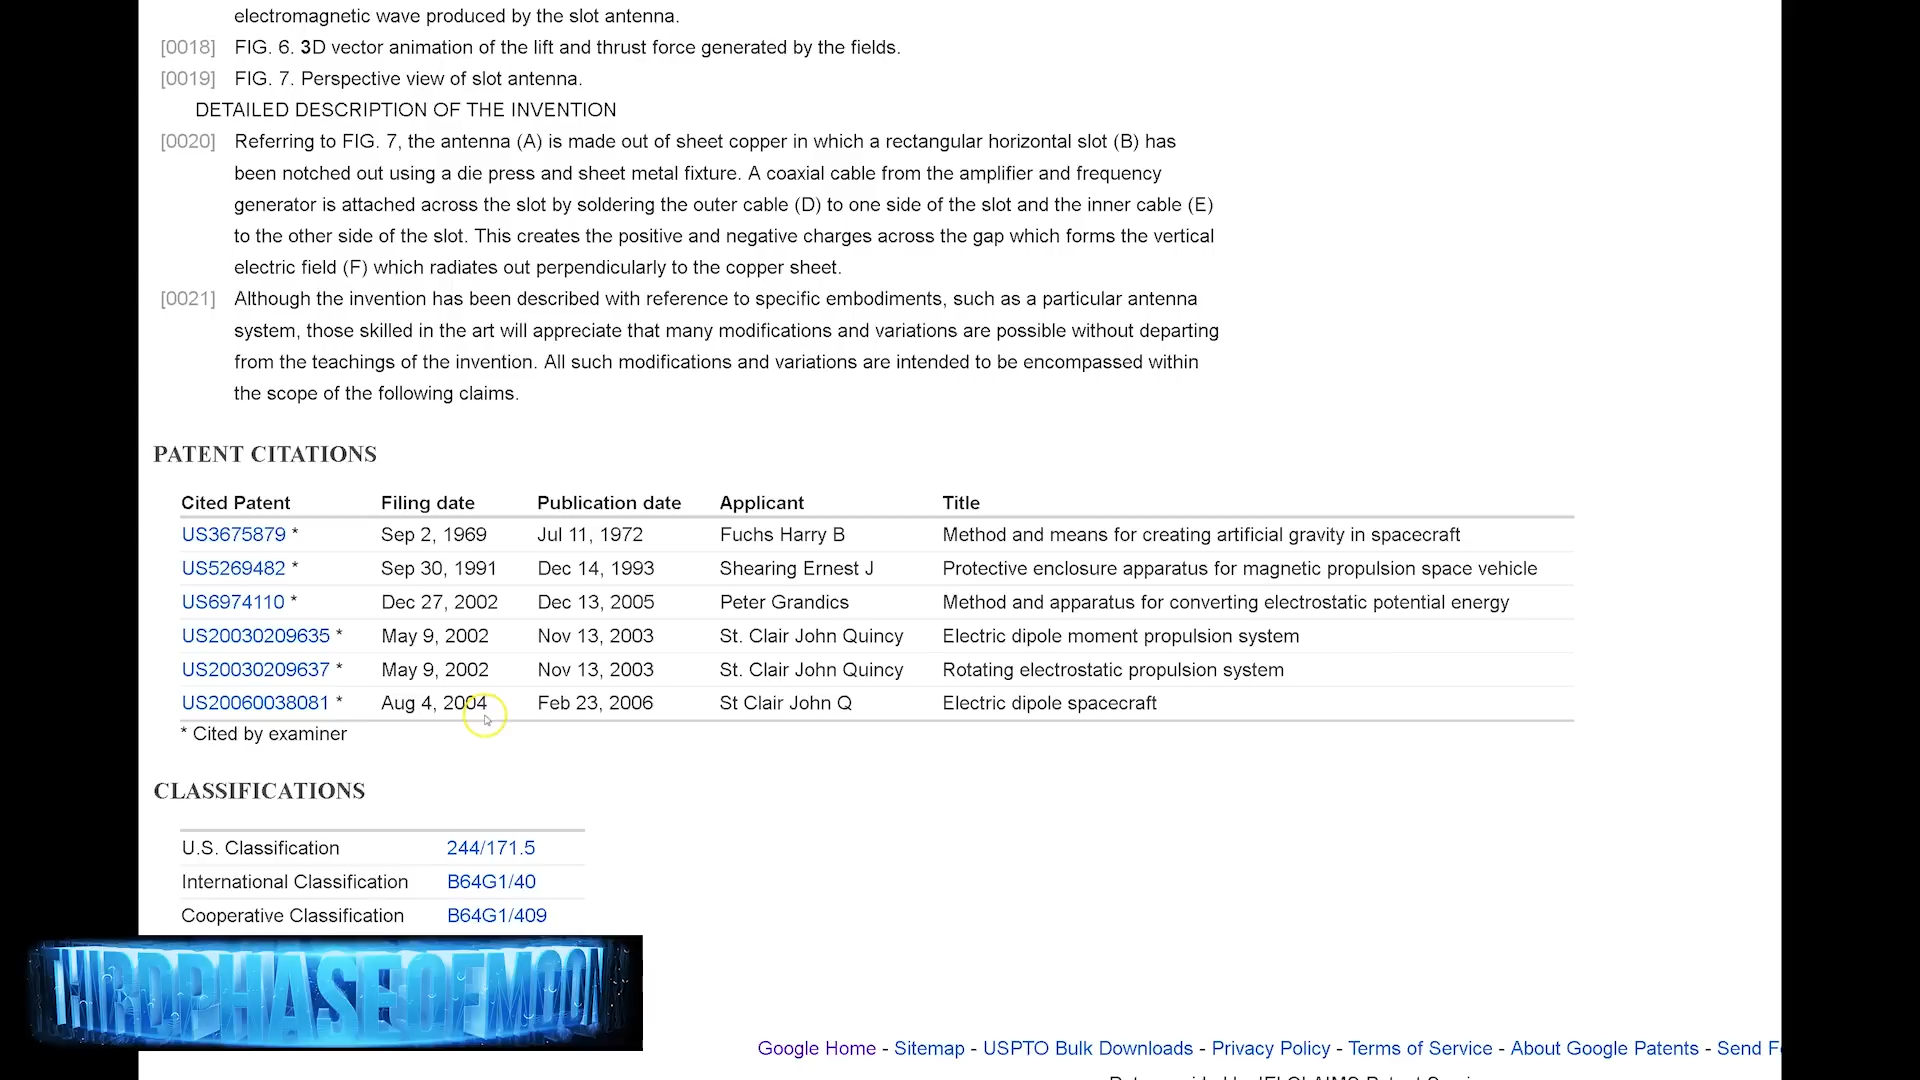 electromagnetic wave produced by the slot antenna.
[0018] FIG. 6. 3D vector animation of the lift and thrust force generated by the fields.
[0019] FIG. 7. Perspective view of slot antenna.
DETAILED DESCRIPTION OF THE INVENTION
[0020] Referring to FIG. 7, the antenna (A) is made out of sheet copper in which a rectangular horizontal slot (B) has
been notched out using a die press and sheet metal fixture. A coaxial cable from the amplifier and frequency
generator is attached across the slot by soldering the outer cable (D) to one side of the slot and the inner cable (E)
to the other side of the slot. This creates the positive and negative charges across the gap which forms the vertical
electric field (F) which radiates out perpendicularly to the copper sheet.
[0021] Although the invention has been described with reference to specific embodiments, such as a particular antenna
system, those skilled in the art will appreciate that many modifications and variations are possible without departing
from the teachings of the invention. All such modifications and variations are intended to be encompassed within
the scope of the following claims.
PATENT CITATIONS
Cited Patent Filing date Publication date Applicant Title
US3675879 * Sep 2, 1969 Jul 11, 1972 Fuchs Harry B Method and means for creating artificial gravity in spacecraft
US5269482 * Sep 30, 1991 Dec 14, 1993 Shearing Ernest J Protective enclosure apparatus for magnetic propulsion space vehicle
US6974110 * Dec 27, 2002 Dec 13, 2005 Peter Grandics Method and apparatus for converting electrostatic potential energy
US20030209635 * May 9, 2002 Nov 13, 2003 St. Clair John Quincy Electric dipole moment propulsion system
US20030209637 * May 9, 2002 Nov 13, 2003 St. Clair John Quincy Rotating electrostatic propulsion system
US20060038081 * Aug 4, 2004 Feb 23, 2006 St Clair John Q Electric dipole spacecraft
* Cited by examiner
CLASSIFICATIONS
U.S. Classification 244/171.5
International Classification B64G1/40
Cooperative Classification B64G1/409
THIRDPHASEOFMOON
Google Home - Sitemap - USPTO Bulk Downloads - Privacy Policy - Terms of Service - About Google Patents - Send